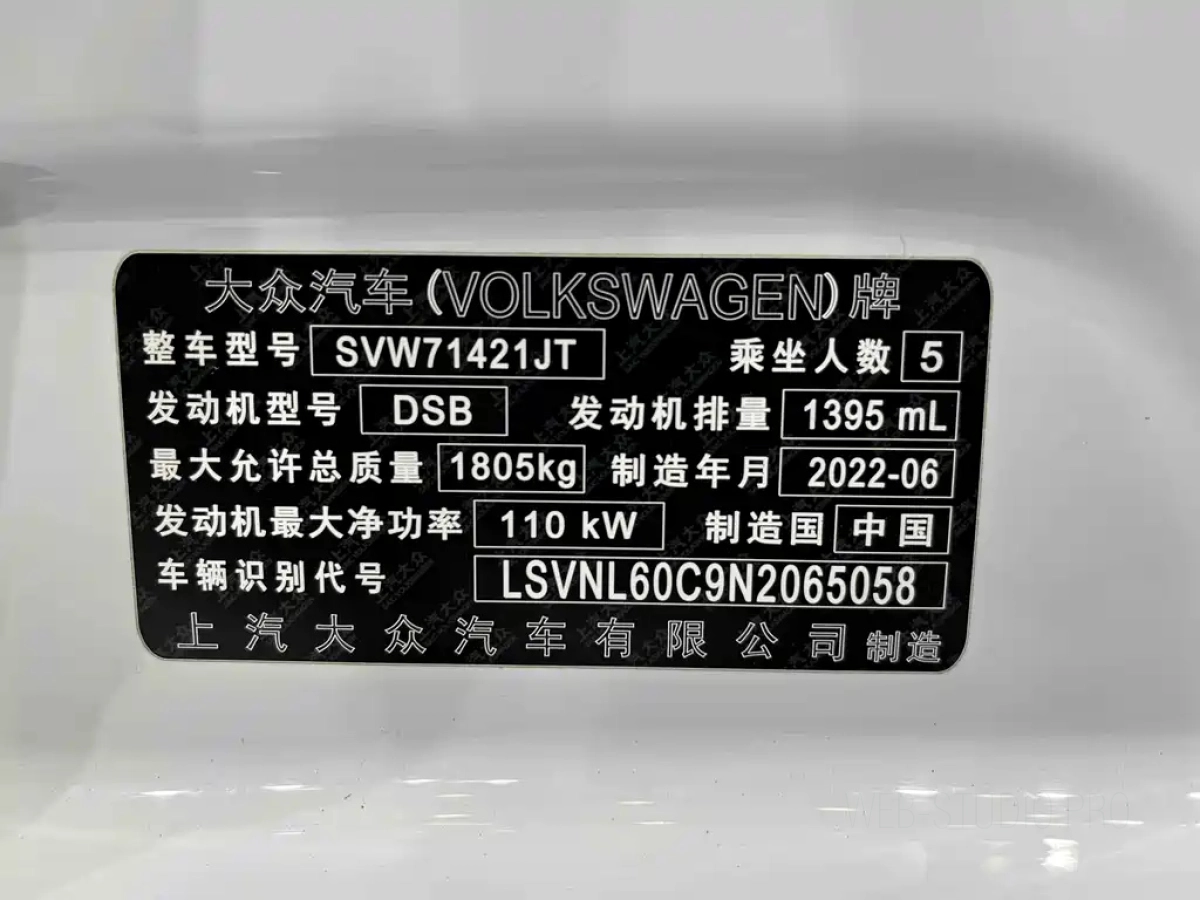 大众汽车(VOLKSWAGEN)牌
整车型号 SVW71421JT 乘坐人数 5
发动机型号 DSB 发动机排量 1395 mL
最大允许总质量 1805kg 制造年月 2022-06
发动机最大净功率 110 kW 制造国 中国
车辆识别代号 LSVNL60C9N2065058
上汽大众汽车有限公司 制造